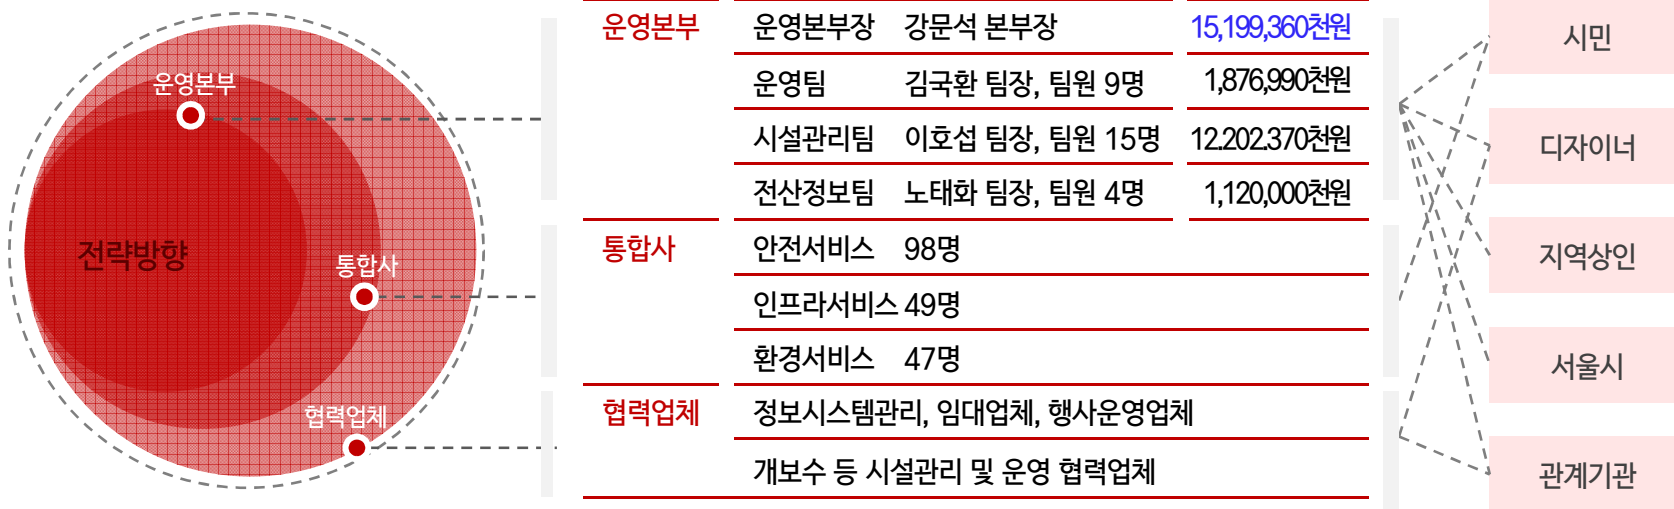 운영본부
전략방향
통합사
협력업체
운영본부 운영본부장 강문석 본부장 15,199,360천원
운영팀 김국환 팀장, 팀원 9명 1,876,990천원
시설관리팀 이호섭 팀장, 팀원 15명 12.202.370천원
전산정보팀 노태화 팀장, 팀원 4명 1,120,000천원
통합사 안전서비스 98명
인프라서비스 49명
환경서비스 47명
협력업체 정보시스템관리, 임대업체, 행사운영업체
개보수 등 시설관리 및 운영 협력업체
시민
디자이너
지역상인
서울시
관계기관